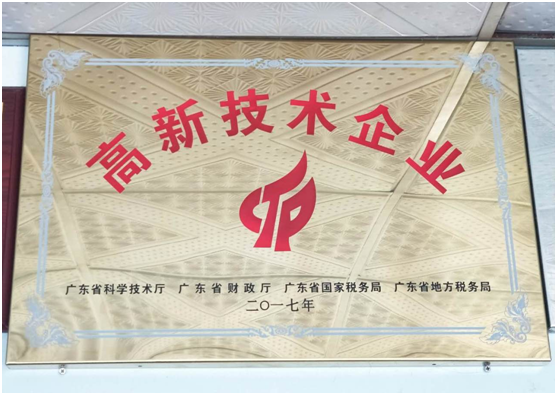 高新技术企业
广东省科学技术厅 广东省财政厅 广东省国家税务局 广东省地方税务局
二〇一七年